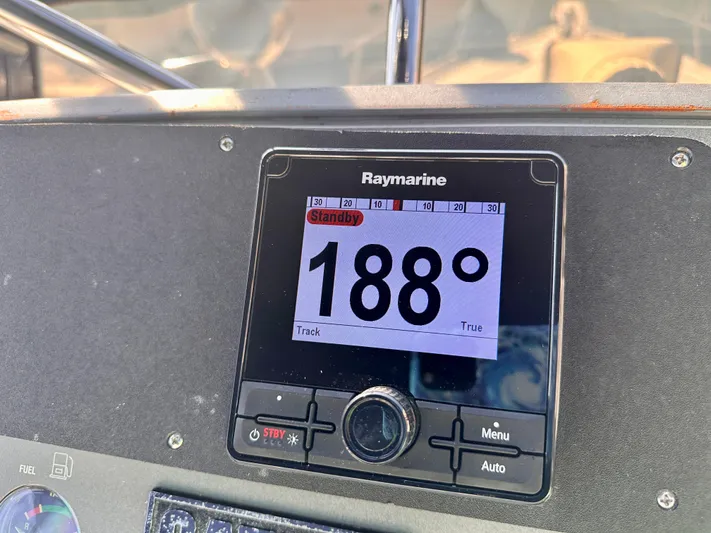 Raymarine
30 20 10 10 20 30
Standby
188°
Track True
STBY
Menu
Auto
FUEL